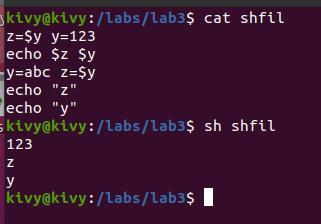 kivy@kivy:/labs/lab3$ cat shfil
z=$y y=123
echo $z $y
y=abc z=$y
echo "z"
echo "y"
kivy@kivy:/labs/lab3$ sh shfil
123
z
y
kivy@kivy:/labs/lab3$